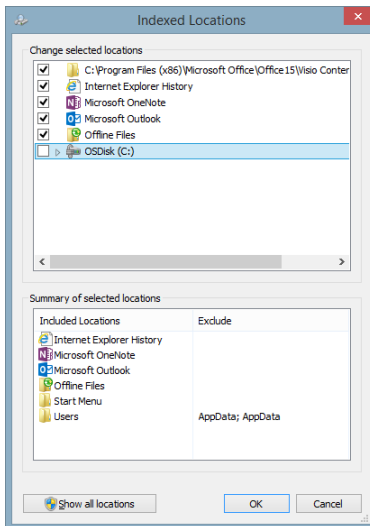 Indexed Locations
Change selected locations
C:\Program Files (x86)\Microsoft Office\Office15\Visio Conter
Internet Explorer History
Microsoft OneNote
Microsoft Outlook
Offline Files
OSDisk (C:)
Summary of selected locations
Included Locations Exclude
Internet Explorer History
Microsoft OneNote
Microsoft Outlook
Offline Files
Start Menu
Users AppData; AppData
Show all locations OK Cancel